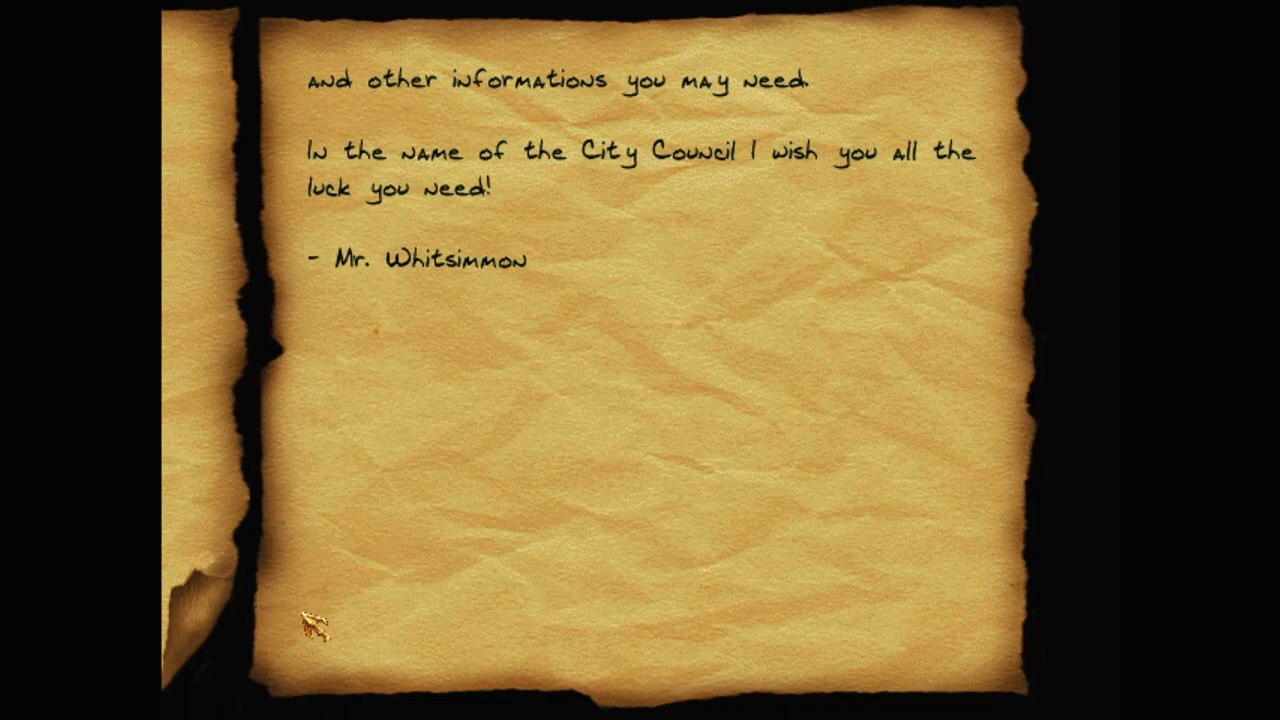 and other informations you may need.
In the name of the City Council I wish you all the
luck you need!
- Mr. Whitsimmon